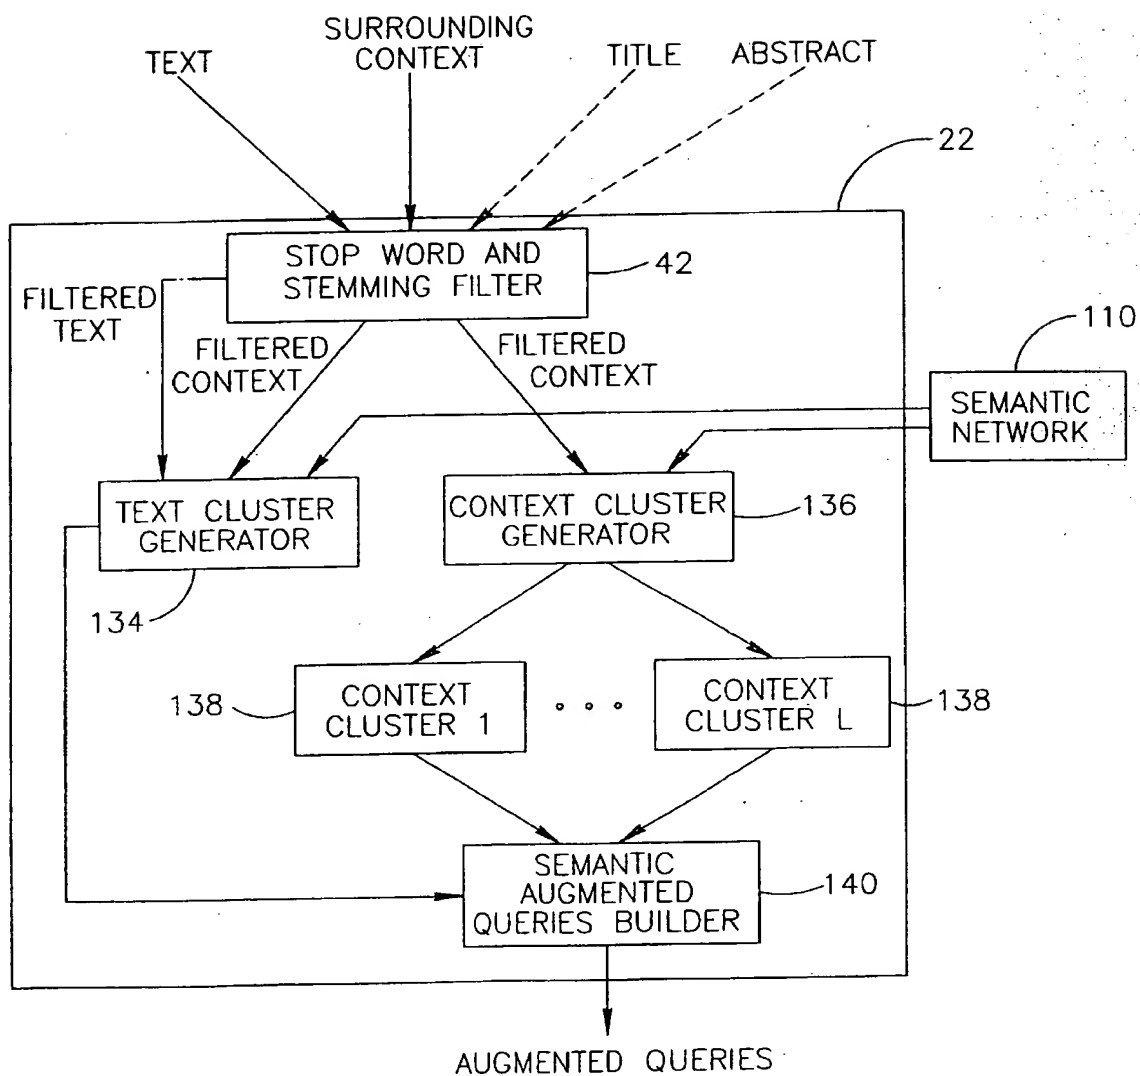 SURROUNDING
CONTEXT
TEXT
TITLE
ABSTRACT
22
STOP WORD AND
STEMMING FILTER
42
FILTERED
TEXT
FILTERED
CONTEXT
FILTERED
CONTEXT
110
SEMANTIC
NETWORK
TEXT CLUSTER
GENERATOR
134
CONTEXT CLUSTER
GENERATOR
136
138
CONTEXT
CLUSTER 1
CONTEXT
CLUSTER L
138
SEMANTIC
AUGMENTED
QUERIES BUILDER
140
AUGMENTED QUERIES